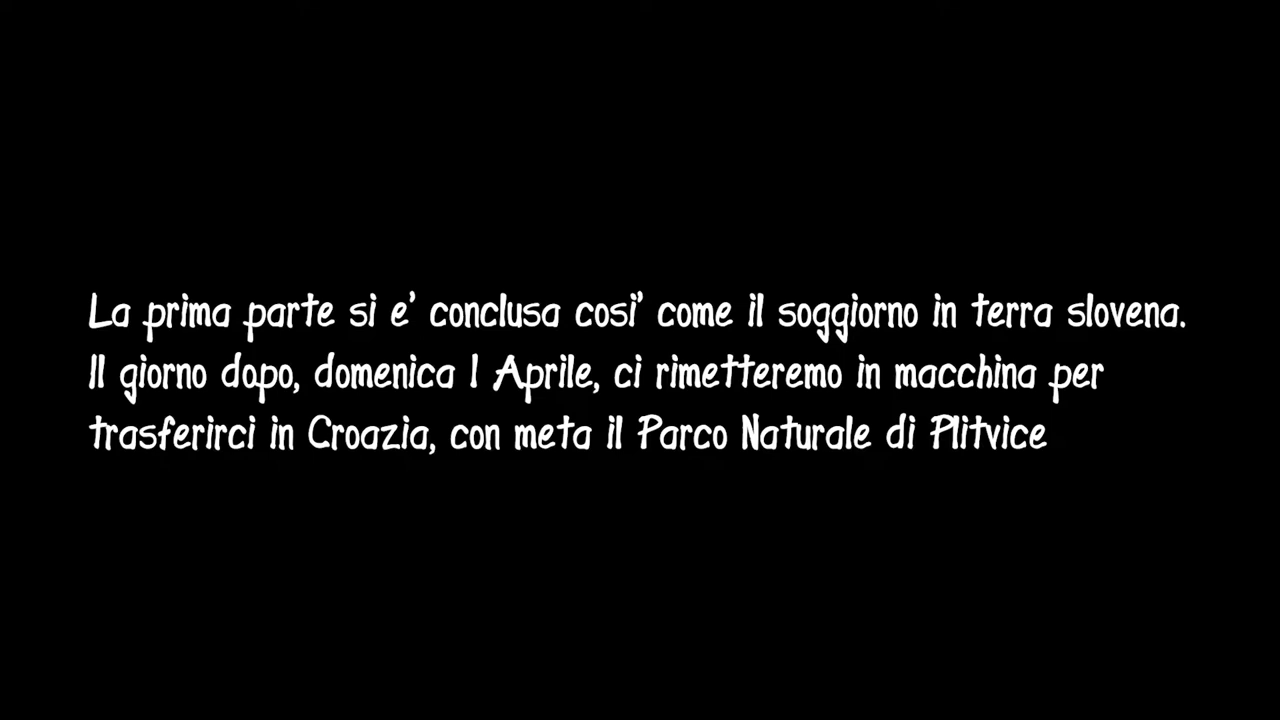 La prima parte si e' conclusa cosi' come il soggiorno in terra slovena.
Il giorno dopo, domenica 1 Aprile, ci rimetteremo in macchina per
trasferirci in Croazia, con meta il Parco Naturale di Plitvice